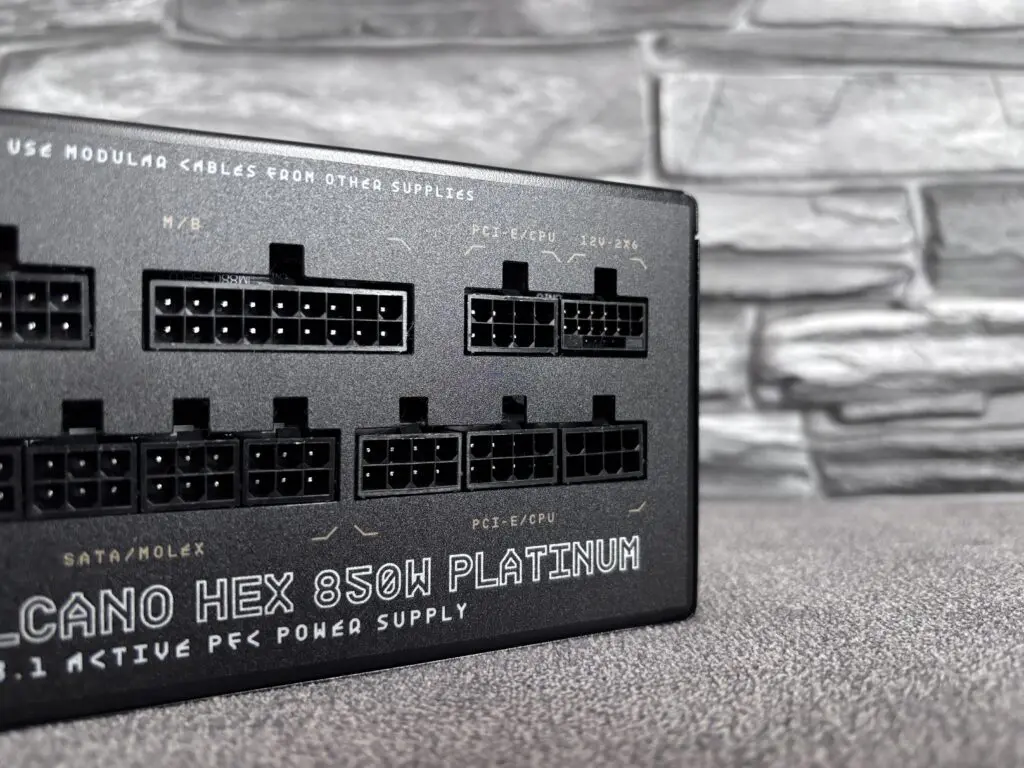 USE MODULAR CABLES FROM OTHER SUPPLIES
M/B
PCI-E/CPU
12V-2X6
SATA/MOLEX
PCI-E/CPU
LCANO HEX 850W PLATINUM
3.1 ACTIVE PFC POWER SUPPLY